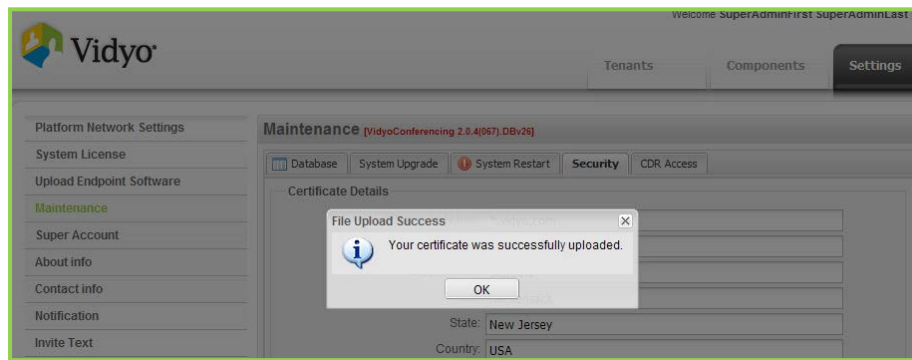 Welcome SuperAdminFirst SuperAdminLast
Vidyo
Tenants
Components
Settings
Platform Network Settings
System License
Upload Endpoint Software
Maintenance
Super Account
About info
Contact info
Notification
Invite Text
Maintenance [VidyoConferencing 2.0.4(067).DBv26]
Database
System Upgrade
System Restart
Security
CDR Access
Certificate Details
File Upload Success
Your certificate was successfully uploaded.
OK
State: New Jersey
Country: USA